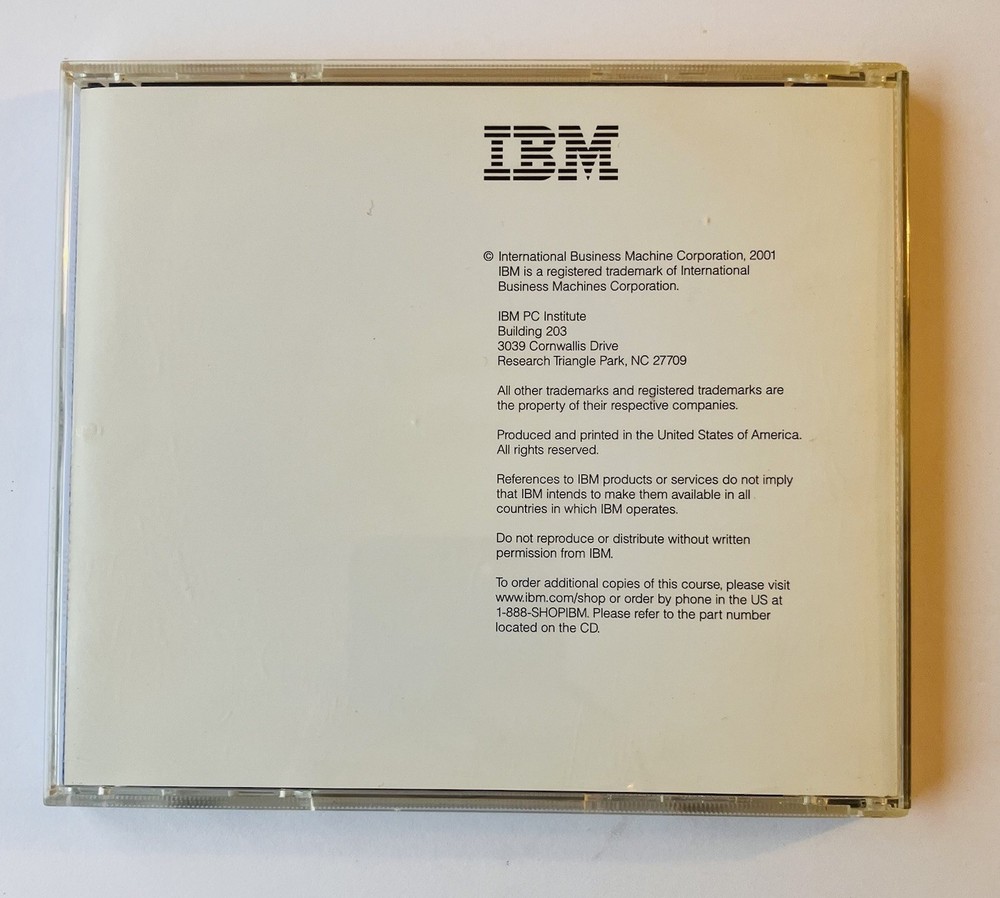 IBM
© International Business Machine Corporation, 2001
IBM is a registered trademark of International
Business Machines Corporation.
IBM PC Institute
Building 203
3039 Cornwallis Drive
Research Triangle Park, NC 27709
All other trademarks and registered trademarks are
the property of their respective companies.
Produced and printed in the United States of America.
All rights reserved.
References to IBM products or services do not imply
that IBM intends to make them available in all
countries in which IBM operates.
Do not reproduce or distribute without written
permission from IBM.
To order additional copies of this course, please visit
www.ibm.com/shop or order by phone in the US at
1-888-SHOPIBM. Please refer to the part number
located on the CD.